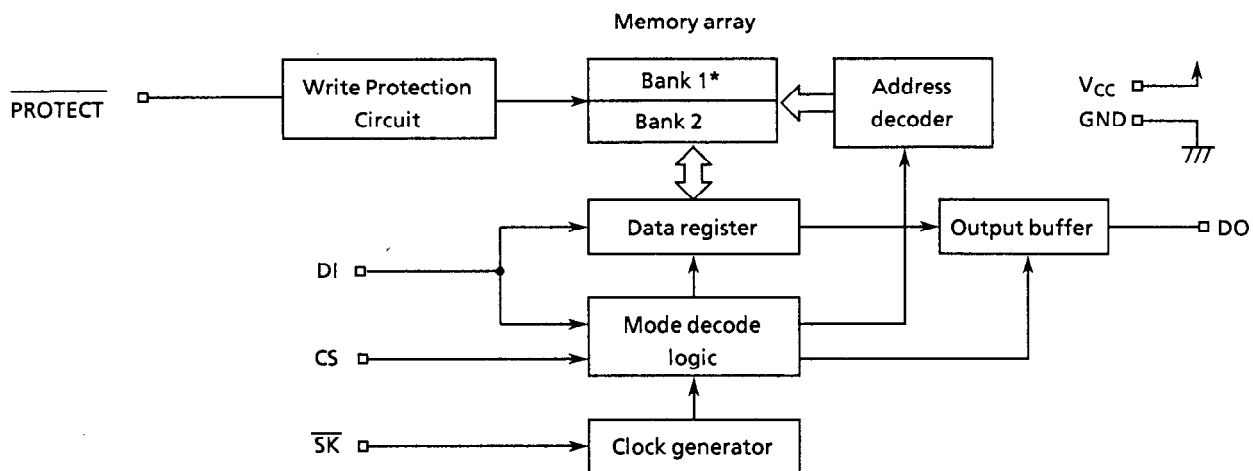 Memory array
PROTECT
Write Protection
Circuit
Bank 1*
Bank 2
Address
decoder
VCC
GND
Data register
Output buffer
DO
DI
Mode decode
logic
CS
SK
Clock generator